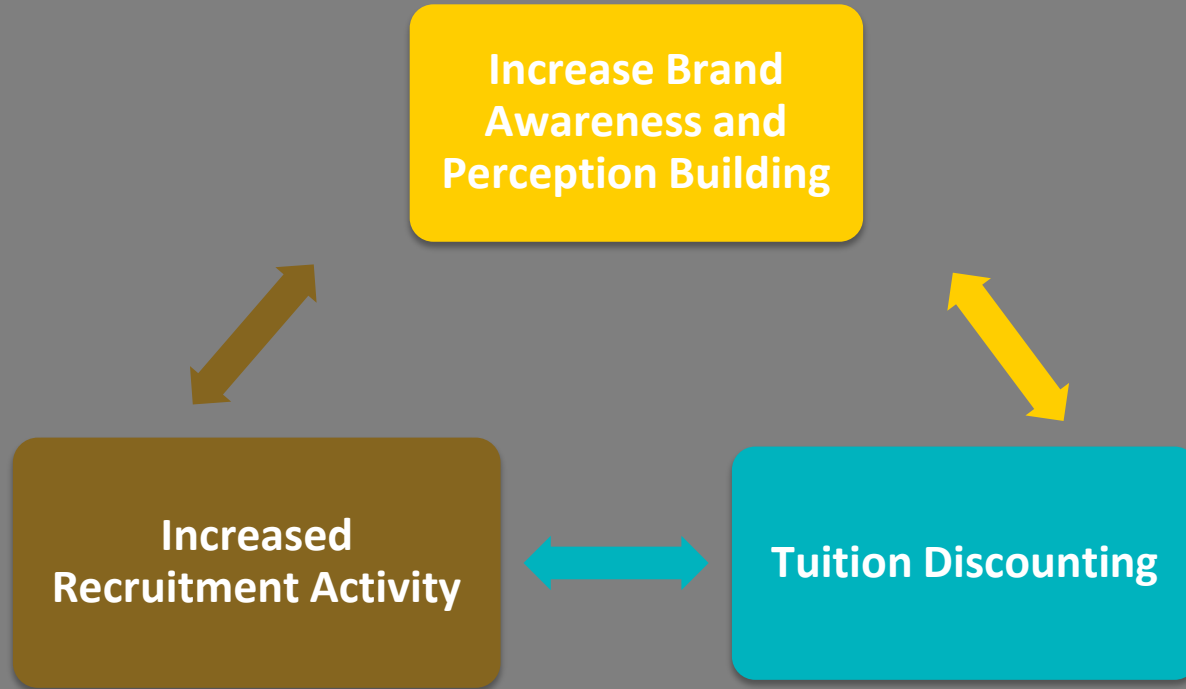 Increase Brand
Awareness and
Perception Building
Increased
Recruitment Activity
Tuition Discounting